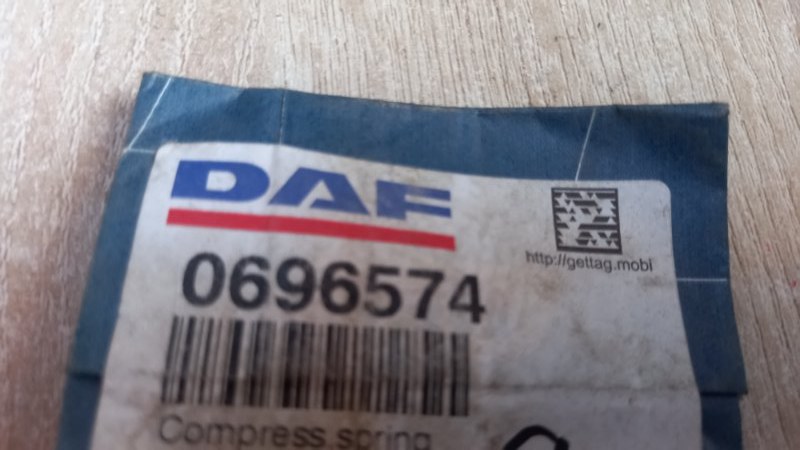 DAF
http://gettag.mobi
0696574
Compress spring